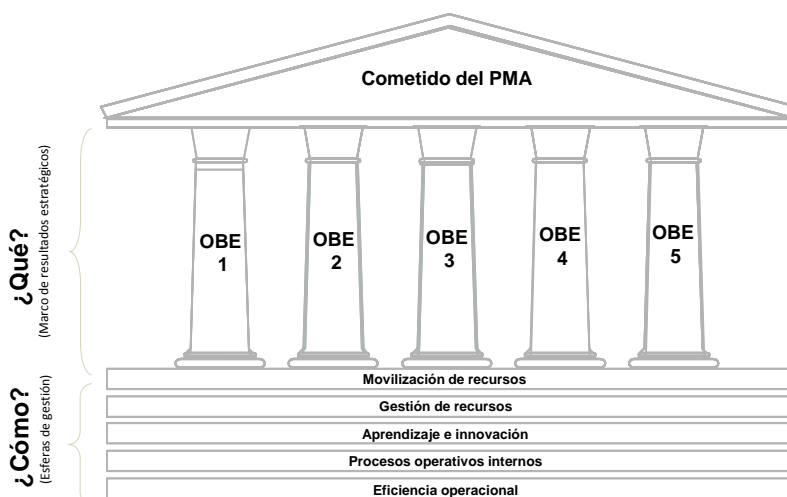 Cometido del PMA
¿Qué?
(Marco de resultados estratégicos)
OBE
1
OBE
2
OBE
3
OBE
4
OBE
5
¿Cómo?
(Esferas de gestión)
Movilización de recursos
Gestión de recursos
Aprendizaje e innovación
Procesos operativos internos
Eficiencia operacional